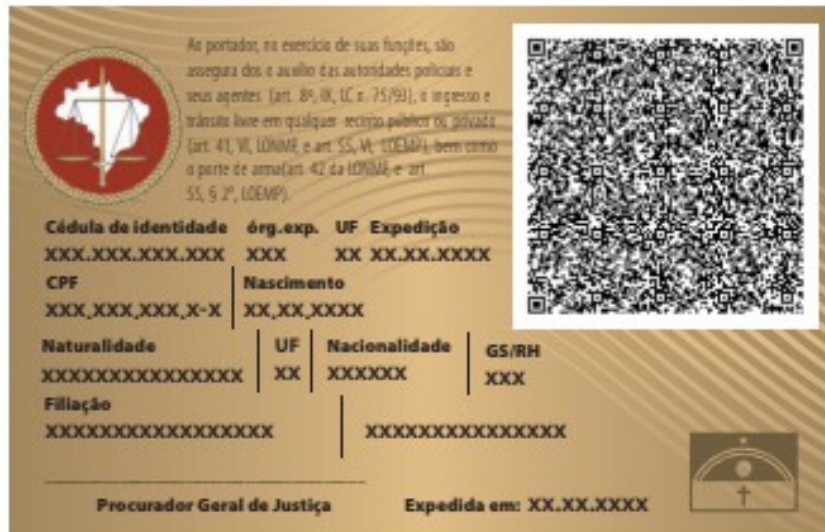 Ao portador, no exercício de suas funções, são
assegura dos o auxílio das autoridades policiais e
seus agentes (art. 8º, IX, LC n. 75/93), o ingresso e
trânsito livre em qualquer recinto público ou privado
(art. 41, VI, LONMP, e art. 55, VI, LOEMP), bem como
o porte de arma(art. 42 da LONMP, e art
55, § 2º, LOEMP).
Cédula de identidade órg.exp. UF Expedição
XXX.XXX.XXX.XXX XXX XX XX.XX.XXXX
CPF Nascimento
XXX.XXX.XXX.X-X XX.XX.XXXX
Naturalidade UF Nacionalidade GS/RH
XXXXXXXXXXXXXXX XX XXXXXX XXX
Filiação
XXXXXXXXXXXXXXXXX XXXXXXXXXXXXXXX
Procurador Geral de Justiça Expedida em: XX.XX.XXXX